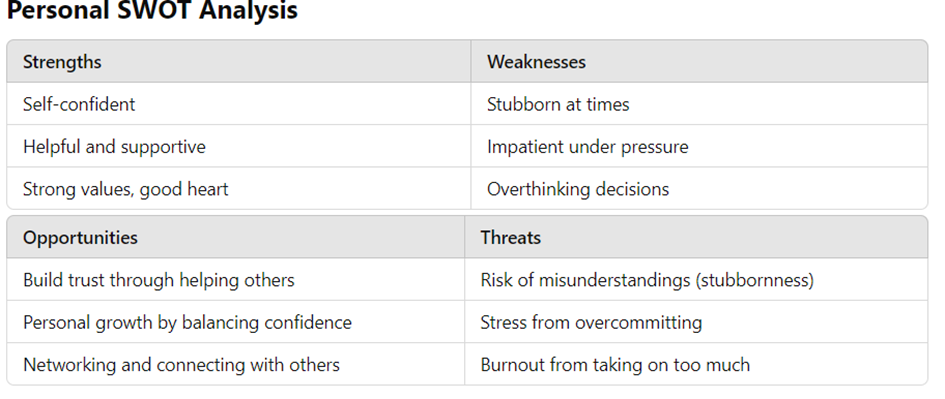 Personal SWOT Analysis
Strengths Weaknesses
Self-confident Stubborn at times
Helpful and supportive Impatient under pressure
Strong values, good heart Overthinking decisions
Opportunities Threats
Build trust through helping others Risk of misunderstandings (stubbornness)
Personal growth by balancing confidence Stress from overcommitting
Networking and connecting with others Burnout from taking on too much